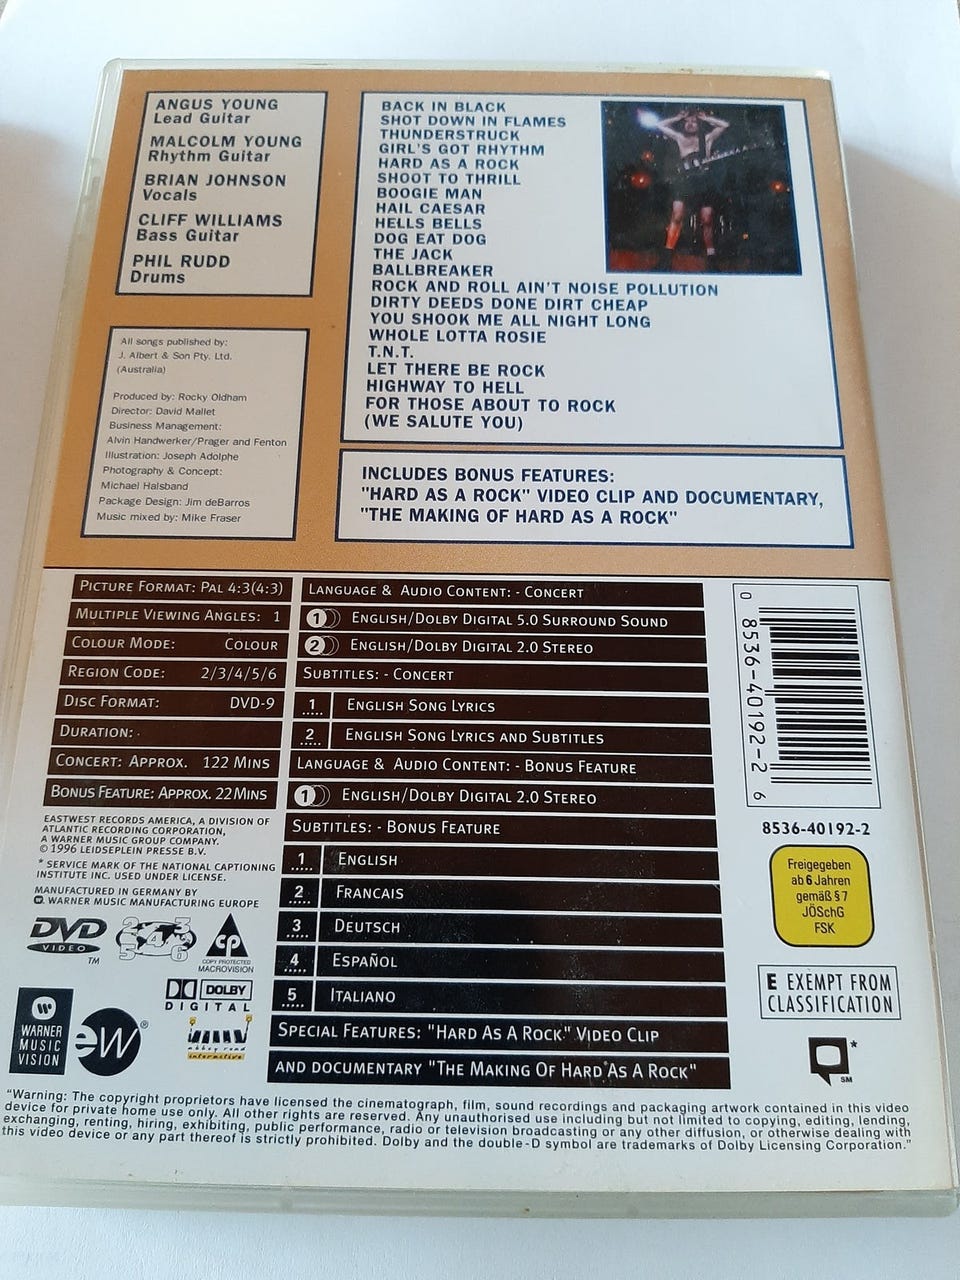 ANGUS YOUNG
Lead Guitar
MALCOLM YOUNG
Rhythm Guitar
BRIAN JOHNSON
Vocals
CLIFF WILLIAMS
Bass Guitar
PHIL RUDD
Drums
All songs published by:
J. Albert & Son Pty. Ltd.
(Australia)
Produced by: Rocky Oldham
Director: David Mallet
Business Management:
Alvin Handwerker/Prager and Fenton
Illustration: Joseph Adolphe
Photography & Concept:
Michael Halsband
Package Design: Jim deBarros
Music mixed by: Mike Fraser
BACK IN BLACK
SHOT DOWN IN FLAMES
THUNDERSTRUCK
GIRL'S GOT RHYTHM
HARD AS A ROCK
SHOOT TO THRILL
BOOGIE MAN
HAIL CAESAR
HELLS BELLS
DOG EAT DOG
THE JACK
BALLBREAKER
ROCK AND ROLL AIN'T NOISE POLLUTION
DIRTY DEEDS DONE DIRT CHEAP
YOU SHOOK ME ALL NIGHT LONG
WHOLE LOTTA ROSIE
T.N.T.
LET THERE BE ROCK
HIGHWAY TO HELL
FOR THOSE ABOUT TO ROCK
(WE SALUTE YOU)
INCLUDES BONUS FEATURES:
"HARD AS A ROCK" VIDEO CLIP AND DOCUMENTARY,
"THE MAKING OF HARD AS A ROCK"
PICTURE FORMAT: PAL 4:3(4:3)
MULTIPLE VIEWING ANGLES: 1
COLOUR MODE: COLOUR
REGION CODE: 2/3/4/5/6
DISC FORMAT: DVD-9
DURATION:
CONCERT: APPROX. 122 MINS
BONUS FEATURE: APPROX. 22 MINS
EASTWEST RECORDS AMERICA, A DIVISION OF
ATLANTIC RECORDING CORPORATION,
A WARNER MUSIC GROUP COMPANY.
© 1996 LEIDSEPLEIN PRESSE B.V.
* SERVICE MARK OF THE NATIONAL CAPTIONING
INSTITUTE INC. USED UNDER LICENSE.
MANUFACTURED IN GERMANY BY
WARNER MUSIC MANUFACTURING EUROPE
DVD
VIDEO
TM
2 3
5 4 6
CP
COPY PROTECTED
MACROVISION
DOLBY
DIGITAL
WARNER
MUSIC
VISION
ew®
abbey road
interactive
LANGUAGE & AUDIO CONTENT: - CONCERT
1 ENGLISH/DOLBY DIGITAL 5.0 SURROUND SOUND
2 ENGLISH/DOLBY DIGITAL 2.0 STEREO
SUBTITLES: - CONCERT
1 ENGLISH SONG LYRICS
2 ENGLISH SONG LYRICS AND SUBTITLES
LANGUAGE & AUDIO CONTENT: - BONUS FEATURE
1 ENGLISH/DOLBY DIGITAL 2.0 STEREO
SUBTITLES: - BONUS FEATURE
1 ENGLISH
2 FRANCAIS
3 DEUTSCH
4 ESPAÑOL
5 ITALIANO
SPECIAL FEATURES: "HARD AS A ROCK" VIDEO CLIP
AND DOCUMENTARY "THE MAKING OF HARD AS A ROCK"
0 8536-40192-2 6
8536-40192-2
Freigegeben
ab 6 Jahren
gemäß § 7
JÖSchG
FSK
E EXEMPT FROM
CLASSIFICATION
* SM
"Warning: The copyright proprietors have licensed the cinematograph, film, sound recordings and packaging artwork contained in this video
device for private home use only. All other rights are reserved. Any unauthorised use including but not limited to copying, editing, lending,
exchanging, renting, hiring, exhibiting, public performance, radio or television broadcasting or any other diffusion, or otherwise dealing with
this video device or any part thereof is strictly prohibited. Dolby and the double-D symbol are trademarks of Dolby Licensing Corporation."